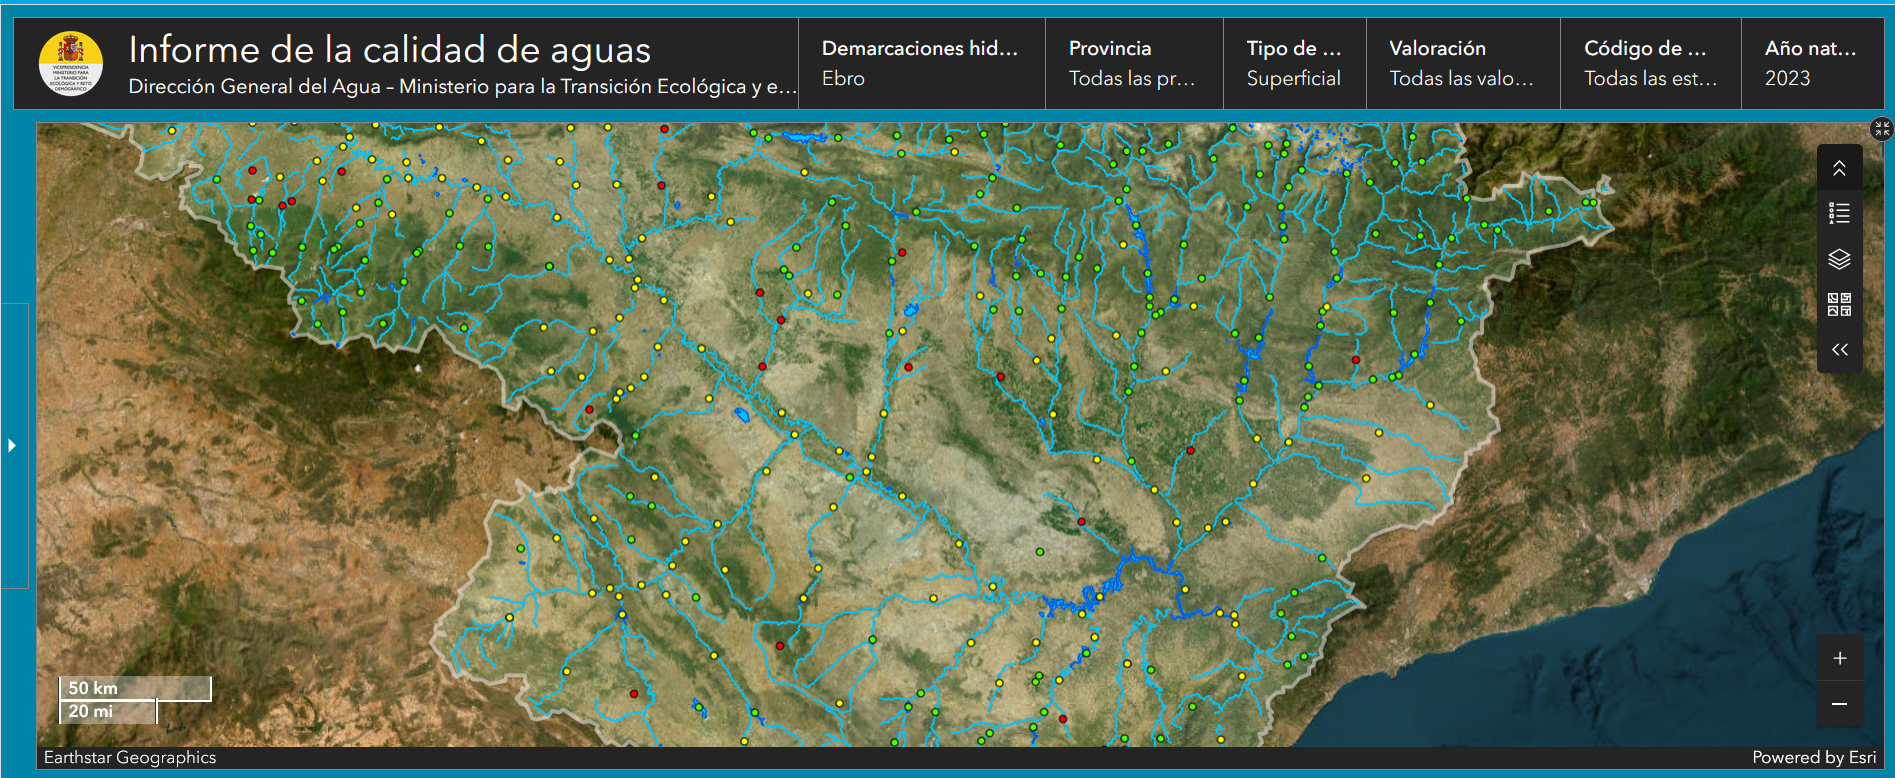 VICEPRESIDENCIA
MINISTERIO PARA
LA TRANSICIÓN
ECOLÓGICA Y RETO
DEMOGRÁFICO
Informe de la calidad de aguas
Dirección General del Agua – Ministerio para la Transición Ecológica y e...
Demarcaciones hid...
Ebro
Provincia
Todas las pr...
Tipo de ...
Superficial
Valoración
Todas las valo...
Código de ...
Todas las est...
Año nat...
2023
50 km
20 mi
Earthstar Geographics
Powered by Esri